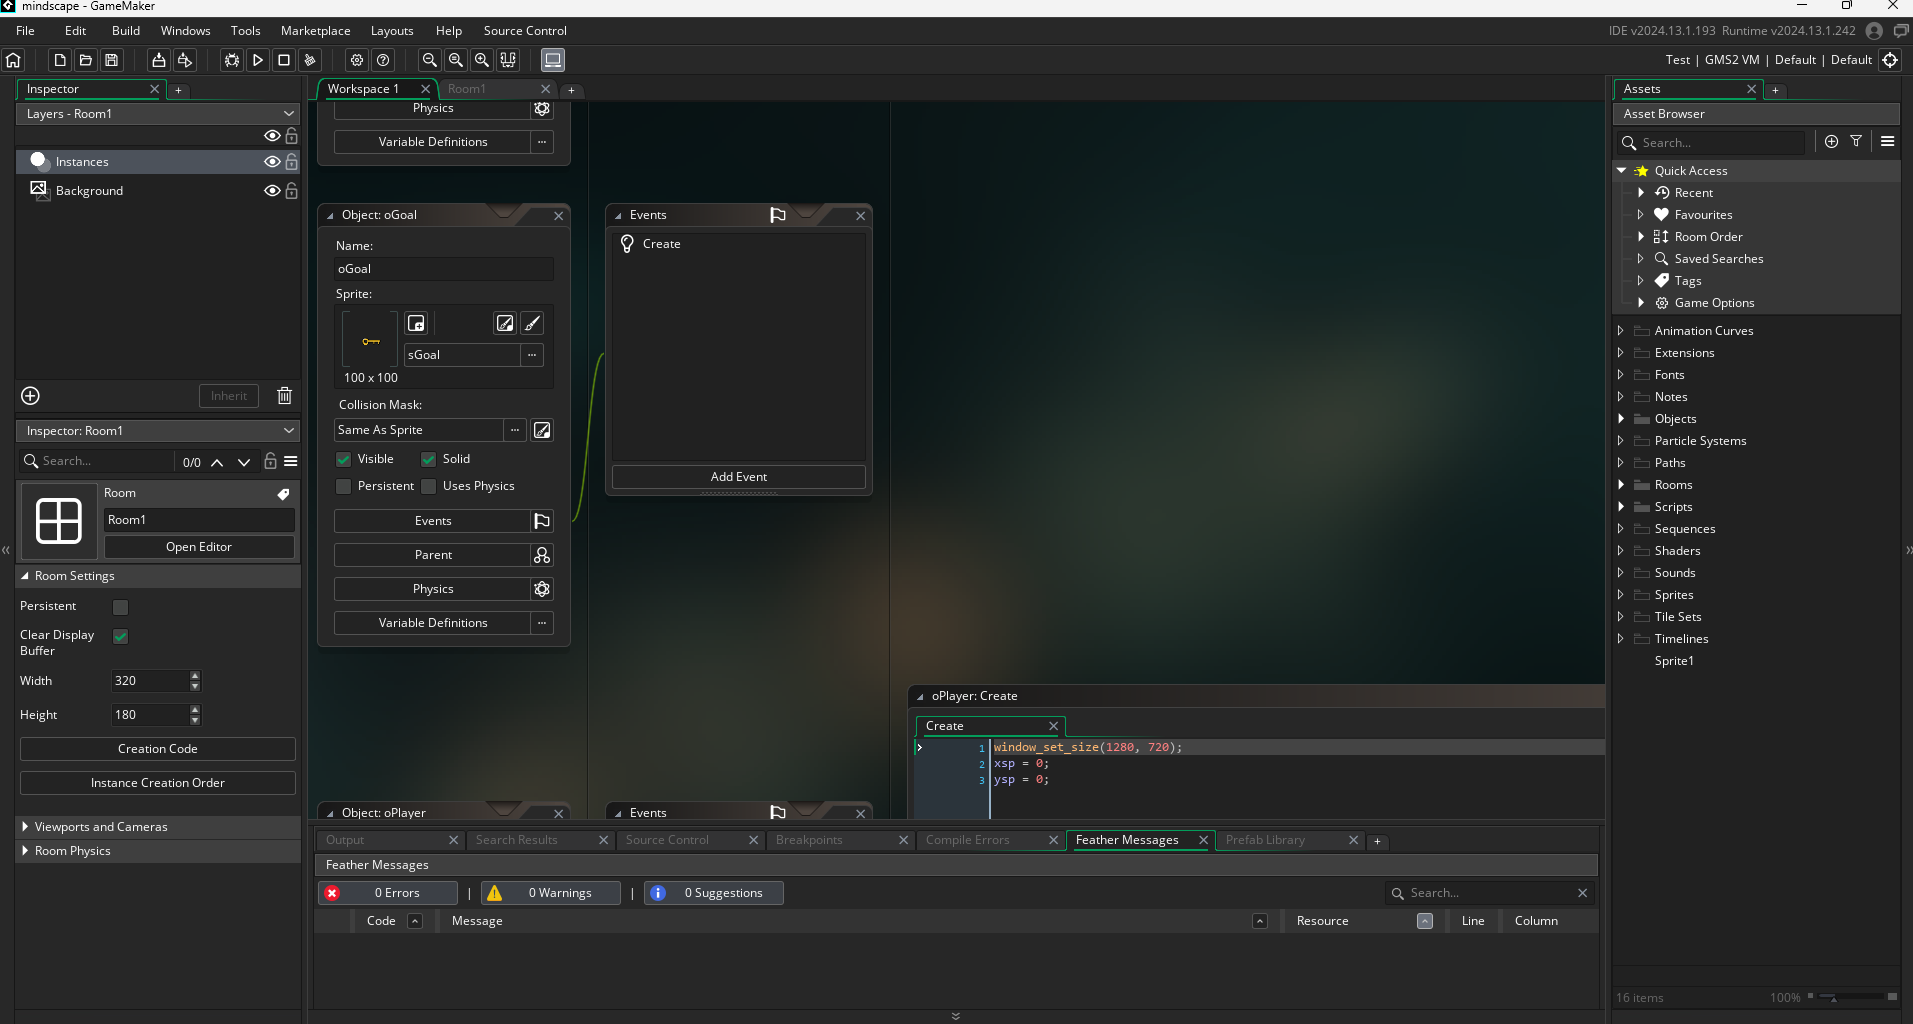 mindscape - GameMaker
File Edit Build Windows Tools Marketplace Layouts Help Source Control
IDE v2024.13.1.193 Runtime v2024.13.1.242
Test | GMS2 VM | Default | Default
Inspector
Layers - Room1
Instances
Background
Inherit
Inspector: Room1
Search...
0/0
Room
Room1
Open Editor
Room Settings
Persistent
Clear Display
Buffer
Width 320
Height 180
Creation Code
Instance Creation Order
Viewports and Cameras
Room Physics
Workspace 1
Room1
Physics
Variable Definitions
Object: oGoal
Name:
oGoal
Sprite:
sGoal
100 x 100
Collision Mask:
Same As Sprite
Visible Solid
Persistent Uses Physics
Events
Parent
Physics
Variable Definitions
Events
Create
Add Event
oPlayer: Create
Create
1 window_set_size(1280, 720);
2 xsp = 0;
3 ysp = 0;
Object: oPlayer
Events
Output Search Results Source Control Breakpoints Compile Errors Feather Messages Prefab Library
Feather Messages
0 Errors | 0 Warnings | 0 Suggestions
Search...
Code Message Resource Line Column
Assets
Asset Browser
Search...
Quick Access
Recent
Favourites
Room Order
Saved Searches
Tags
Game Options
Animation Curves
Extensions
Fonts
Notes
Objects
Particle Systems
Paths
Rooms
Scripts
Sequences
Shaders
Sounds
Sprites
Tile Sets
Timelines
Sprite1
16 items
100%